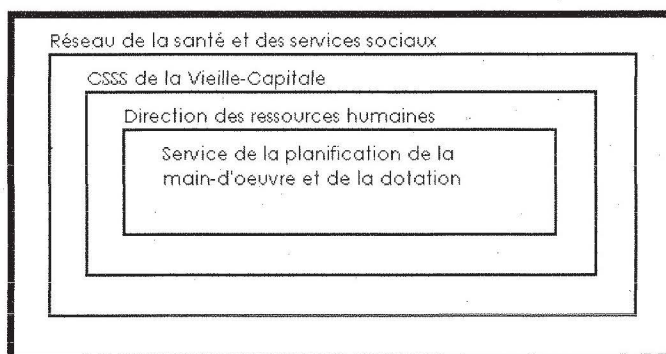 Réseau de la santé et des services sociaux
CSSS de la Vieille-Capitale
Direction des ressources humaines
Service de la planification de la
main-d'oeuvre et de la dotation